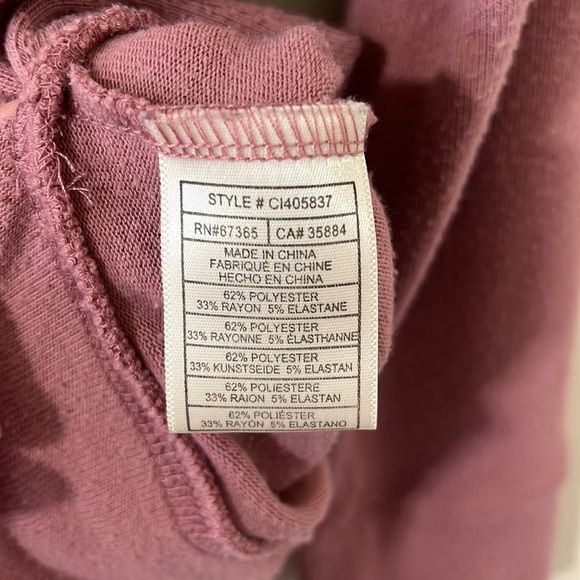 STYLE # CI405837
RN#67365 CA# 35884
MADE IN CHINA
FABRIQUÉ EN CHINE
HECHO EN CHINA
62% POLYESTER
33% RAYON 5% ELASTANE
62% POLYESTER
33% RAYONNE 5% ÉLASTHANNE
62% POLYESTER
33% KUNSTSEIDE 5% ELASTAN
62% POLIESTERE
33% RAION 5% ELASTAN
62% POLIÉSTER
33% RAYON 5% ELASTANO